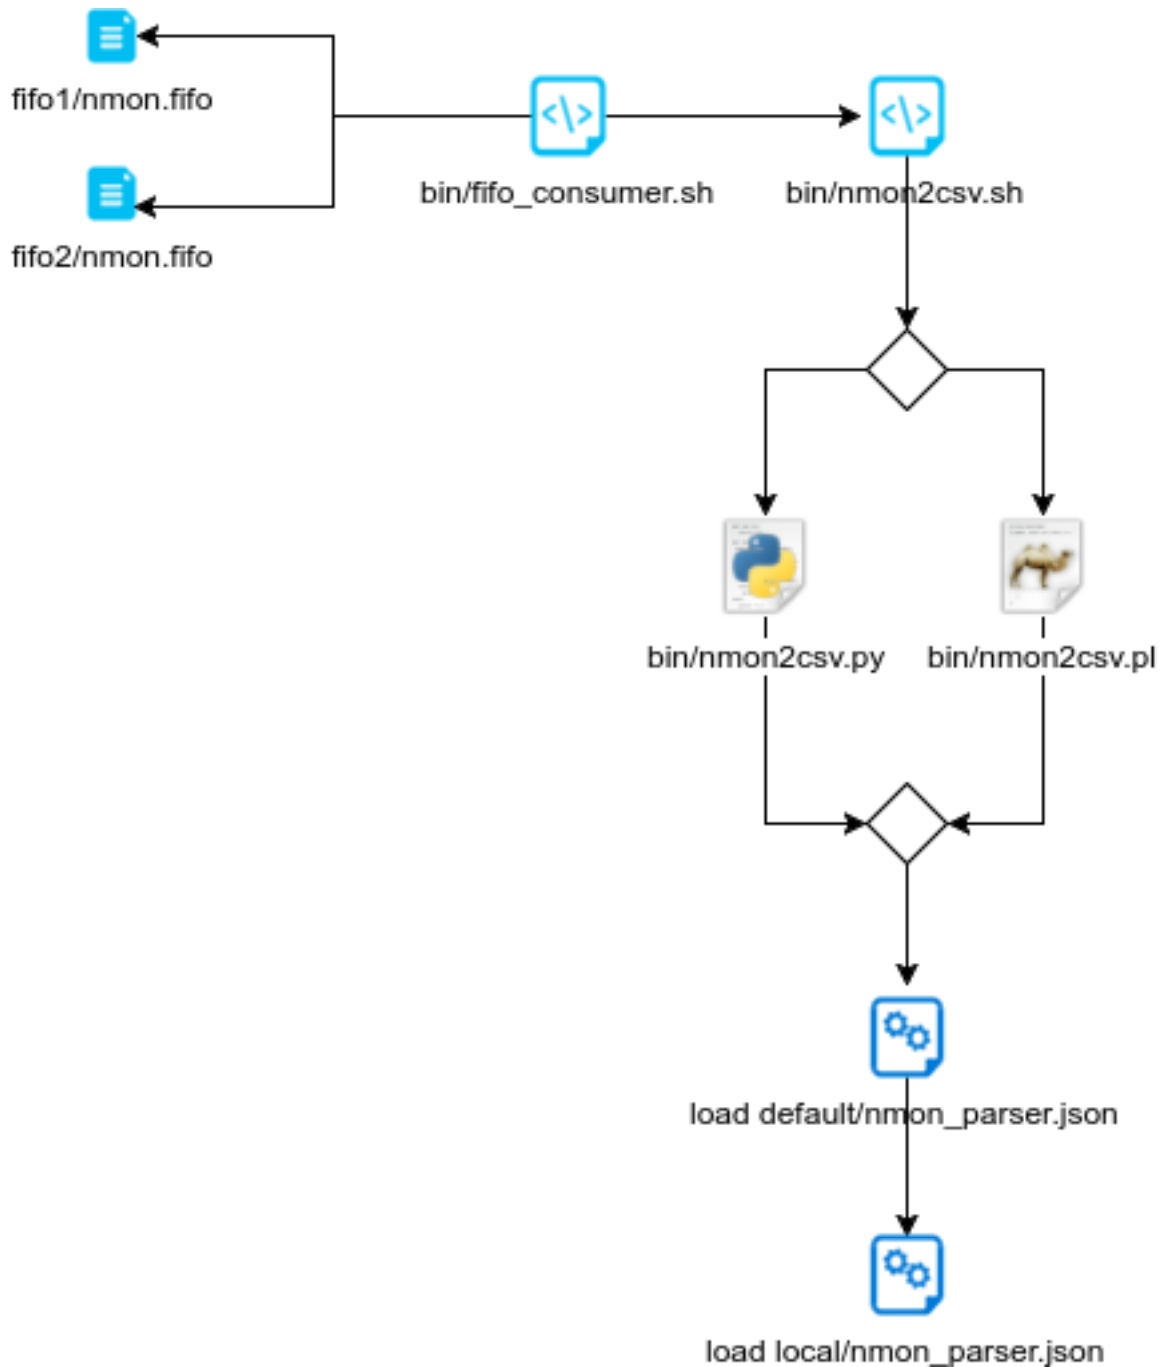 fifo1/nmon.fifo
bin/fifo_consumer.sh
bin/nmon2csv.sh
fifo2/nmon.fifo
bin/nmon2csv.py
bin/nmon2csv.pl
load default/nmon_parser.json
load local/nmon_parser.json